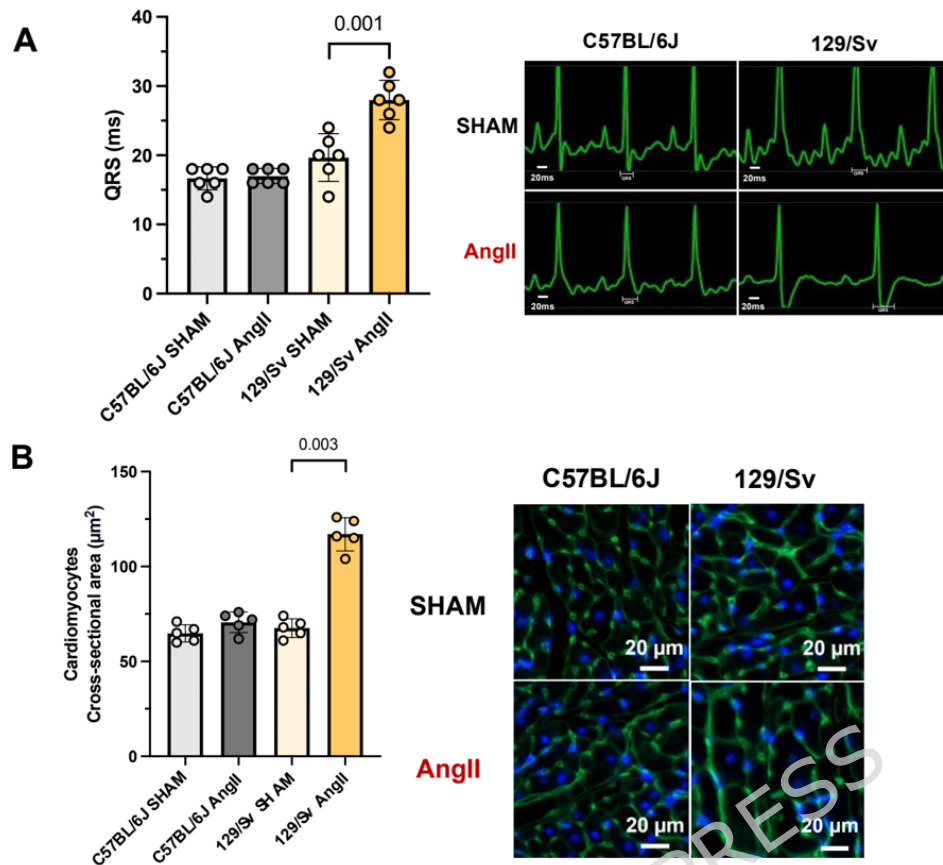 A
QRS (ms)
40
30
20
10
0
0.001
C57BL/6J SHAM
C57BL/6J AngII
129/Sv SHAM
129/Sv AngII
C57BL/6J
129/Sv
SHAM
AngII
20ms
QRS
20ms
QRS
20ms
QRS
20ms
QRS
B
Cardiomyocytes
Cross-sectional area (µm²)
150
100
50
0
0.003
C57BL/6J SHAM
C57BL/6J AngII
129/Sv SH AM
129/Sv AngII
C57BL/6J
129/Sv
SHAM
AngII
20 µm
20 µm
20 µm
20 µm
PRESS